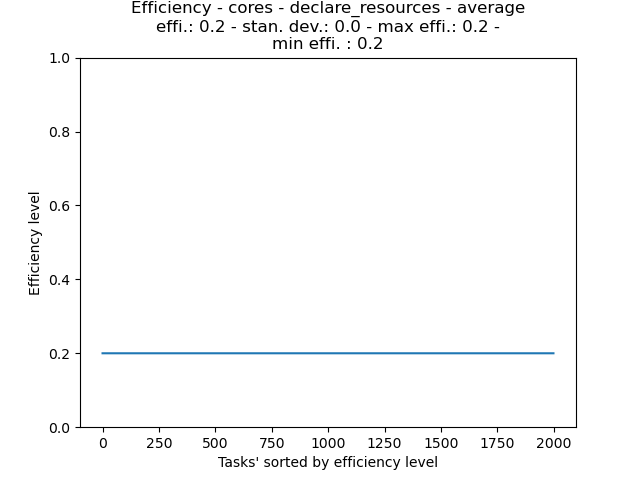 Efficiency - cores - declare_resources - average
effi.: 0.2 - stan. dev.: 0.0 - max effi.: 0.2 -
min effi. : 0.2
1.0
0.8
0.6
0.4
0.2
0.0
Efficiency level
0 250 500 750 1000 1250 1500 1750 2000
Tasks' sorted by efficiency level